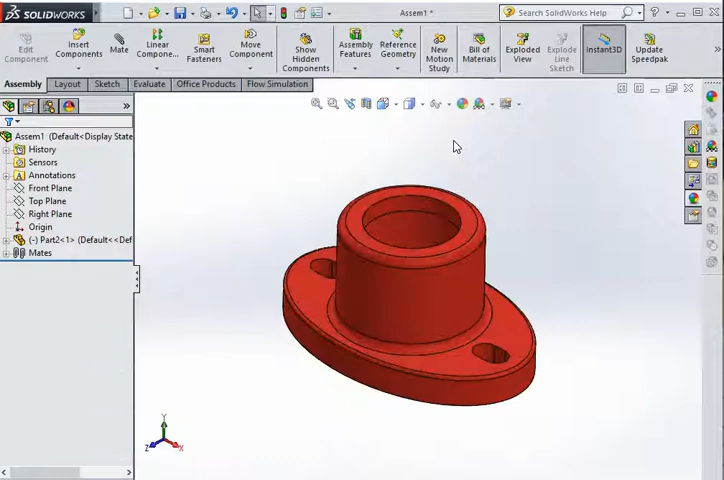 SOLIDWORKS
Assem1 *
Search SolidWorks Help
Edit Component
Insert Components
Mate
Linear Compone...
Smart Fasteners
Move Component
Show Hidden Components
Assembly Features
Reference Geometry
New Motion Study
Bill of Materials
Exploded View
Explode Line Sketch
Instant3D
Update Speedpak
Assembly
Layout
Sketch
Evaluate
Office Products
Flow Simulation
Assem1 (Default<Display State
History
Sensors
Annotations
Front Plane
Top Plane
Right Plane
Origin
(-) Part2<1> (Default<<Def
Mates
Y
Z
X